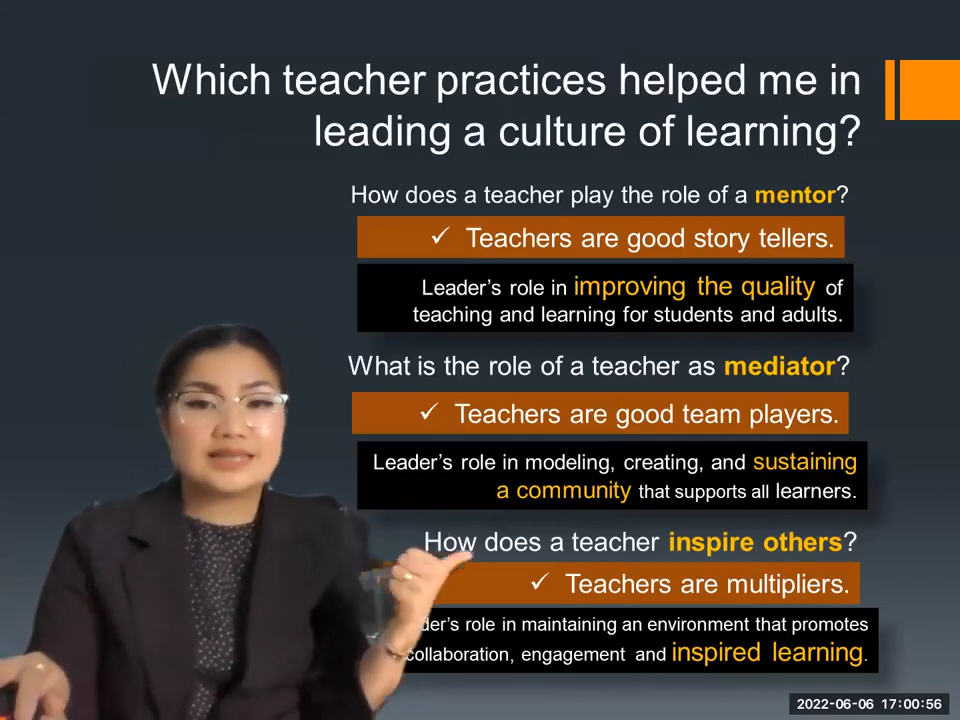 Which teacher practices helped me in
leading a culture of learning?
How does a teacher play the role of a mentor?
✓ Teachers are good story tellers.
Leader's role in improving the quality of
teaching and learning for students and adults.
What is the role of a teacher as mediator?
✓ Teachers are good team players.
Leader's role in modeling, creating, and sustaining
a community that supports all learners.
How does a teacher inspire others?
✓ Teachers are multipliers.
role in maintaining an environment that promotes
collaboration, engagement and inspired learning.
2022-06-06 17:00:56